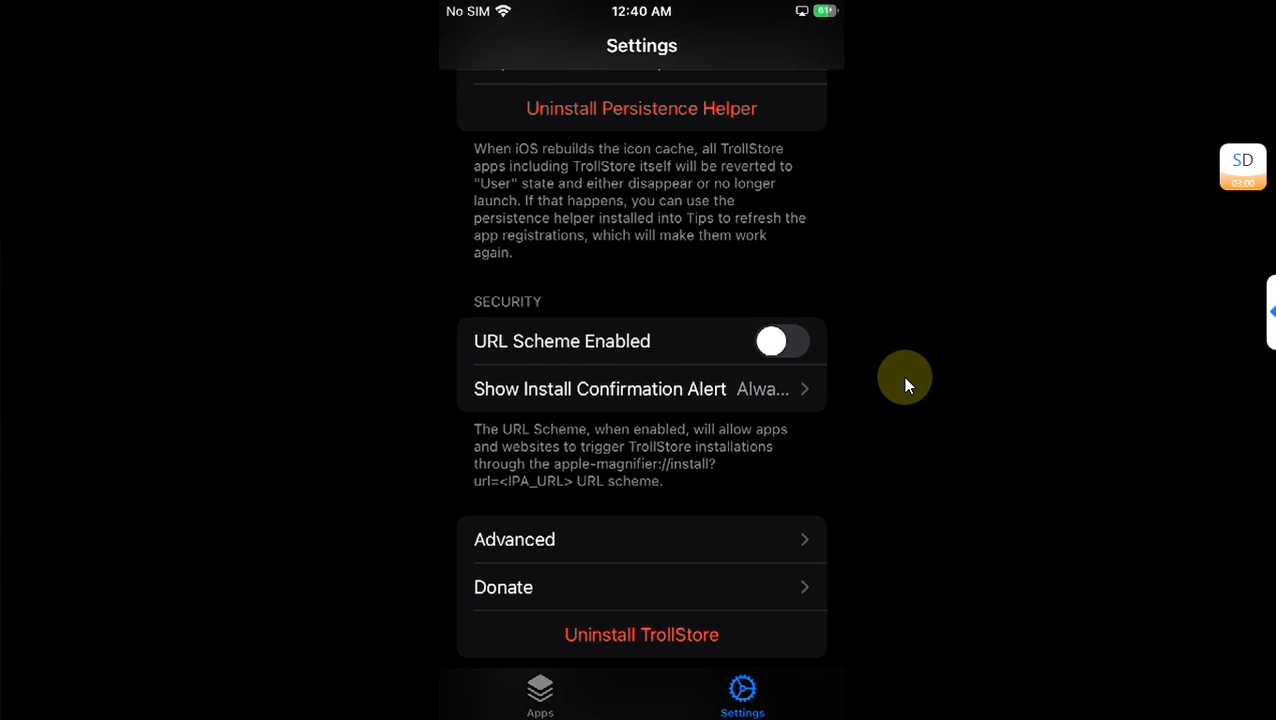 No SIM 12:40 AM 61
Settings
Uninstall Persistence Helper
When iOS rebuilds the icon cache, all TrollStore
apps including TrollStore itself will be reverted to
"User" state and either disappear or no longer
launch. If that happens, you can use the
persistence helper installed into Tips to refresh the
app registrations, which will make them work
again.
SECURITY
URL Scheme Enabled
Show Install Confirmation Alert Alwa...
The URL Scheme, when enabled, will allow apps
and websites to trigger TrollStore installations
through the apple-magnifier://install?
url=<IPA_URL> URL scheme.
Advanced
Donate
Uninstall TrollStore
Apps Settings
SD
03:00